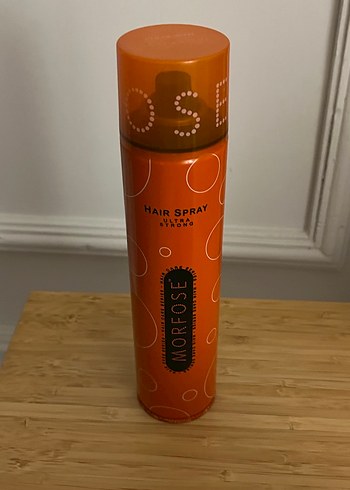 OSE
HAIR SPRAY
ULTRA
STRONG
MORFOSE